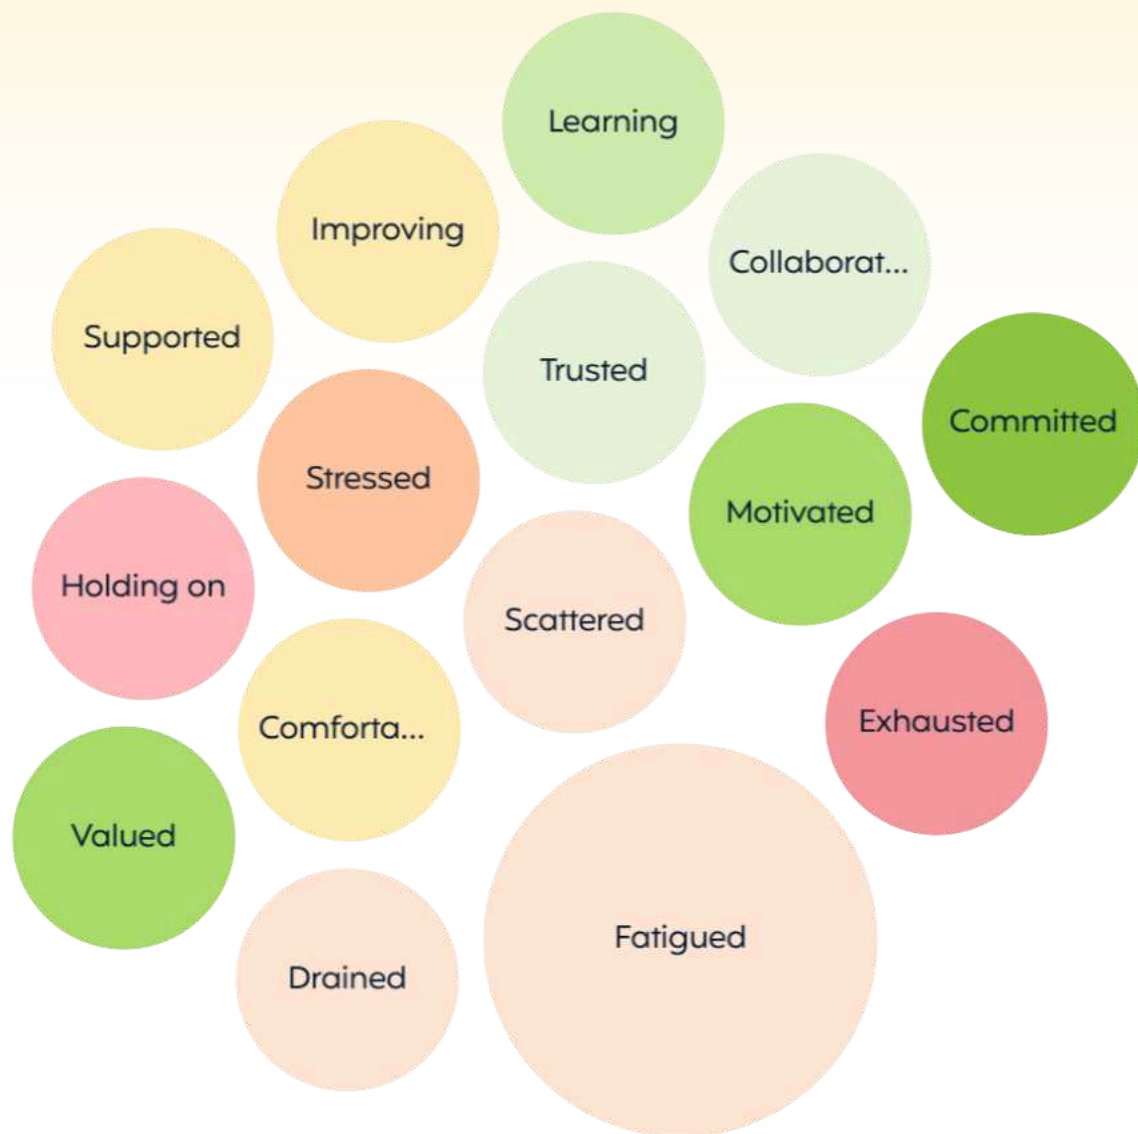 Learning
Improving
Collaborat...
Supported
Trusted
Committed
Stressed
Motivated
Holding on
Scattered
Exhausted
Comforta...
Valued
Fatigued
Drained